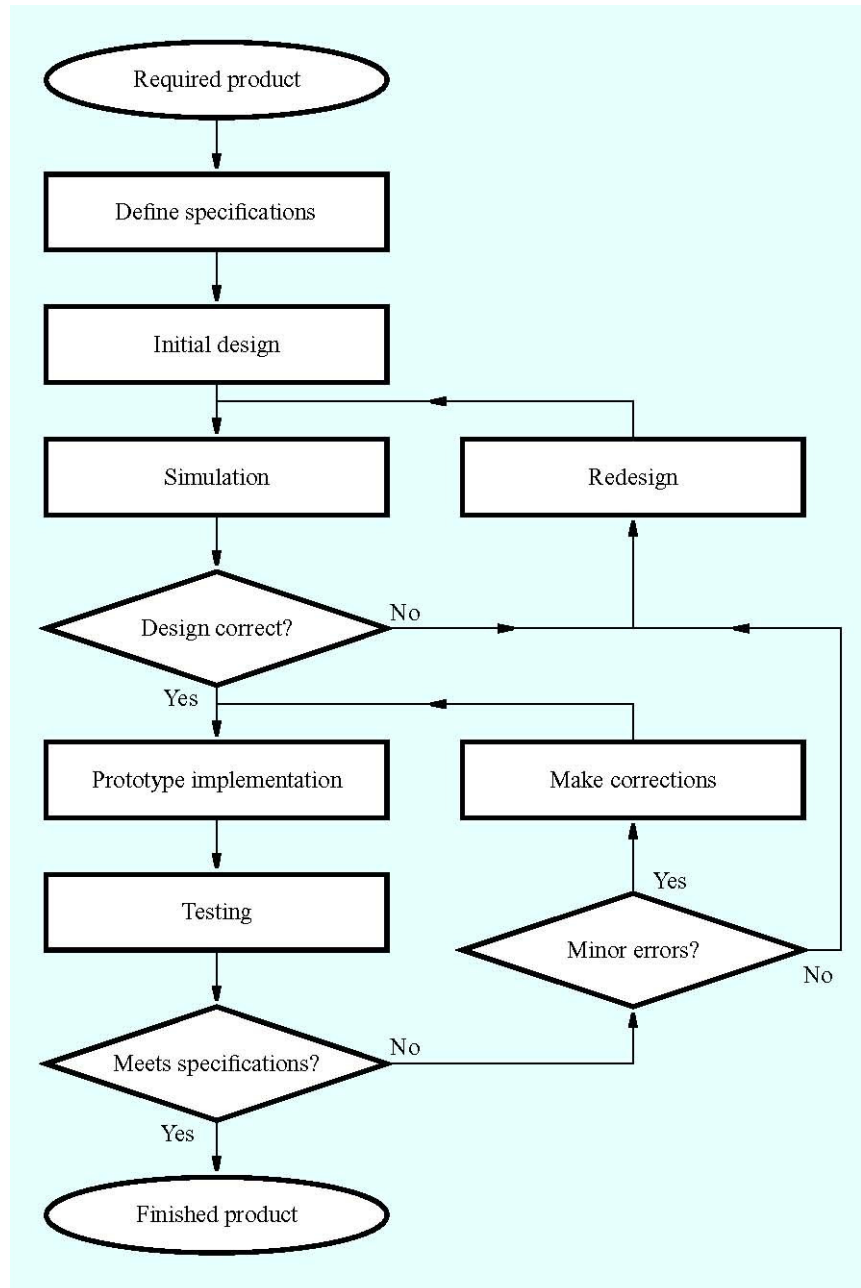 Required product
Define specifications
Initial design
Simulation
Redesign
Design correct?
No
Yes
Prototype implementation
Make corrections
Testing
Yes
Minor errors?
No
Meets specifications?
No
Yes
Finished product